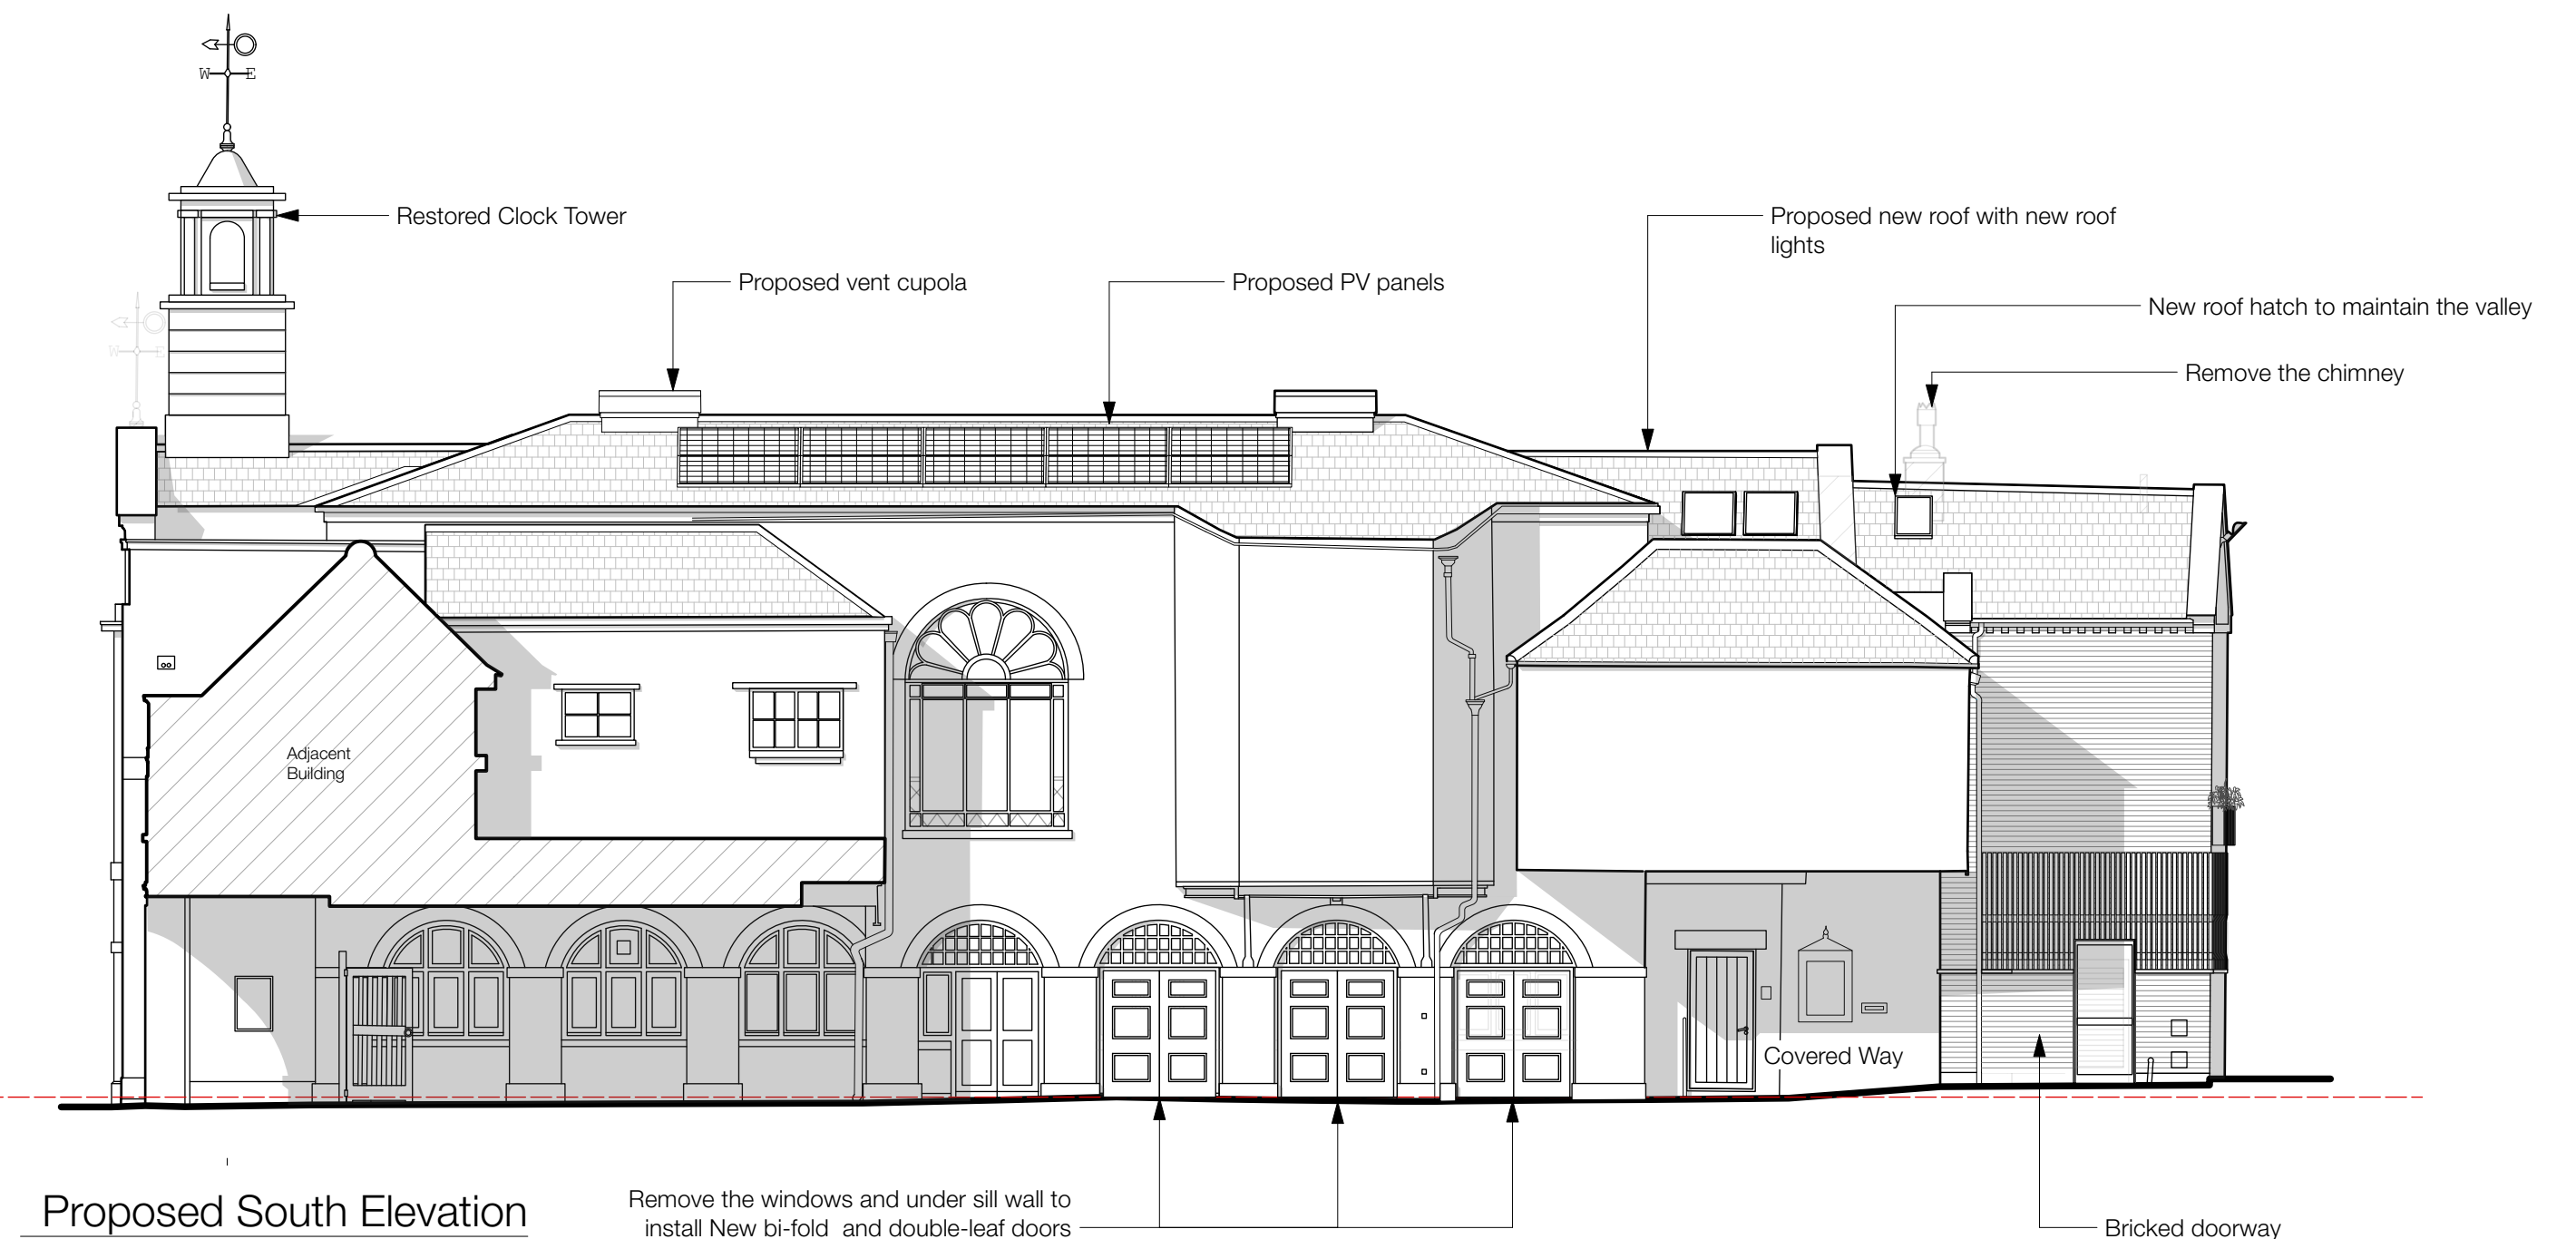 W E
Restored Clock Tower
Proposed new roof with new roof
lights
Proposed vent cupola
Proposed PV panels
New roof hatch to maintain the valley
W E
Remove the chimney
Adjacent
Building
Covered Way
Proposed South Elevation
Remove the windows and under sill wall to
install New bi-fold and double-leaf doors
Bricked doorway